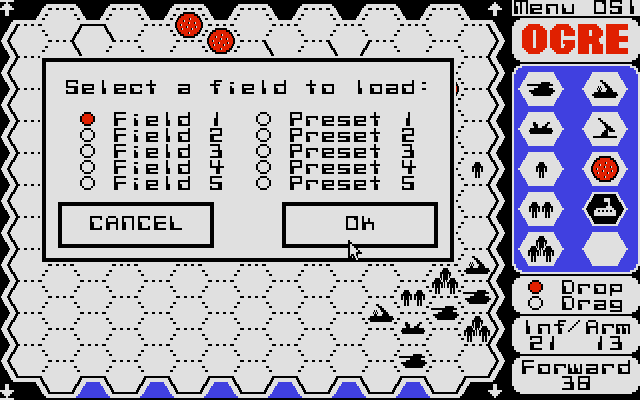 Menu OSI
OGRE
Select a field to load:
Field 1 Preset 1
Field 2 Preset 2
Field 3 Preset 3
Field 4 Preset 4
Field 5 Preset 5
CANCEL OK
Drop
Drag
Inf/Arm
21 13
Forward
38